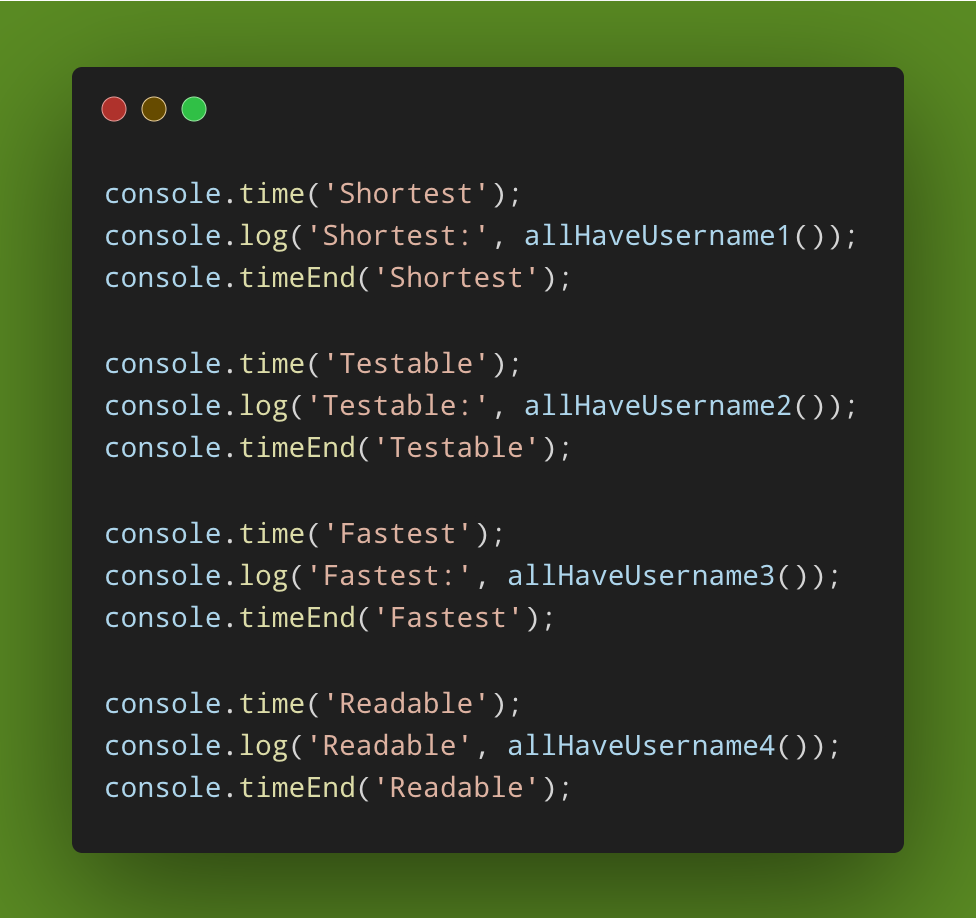 console.time('Shortest');
console.log('Shortest:', allHaveUsername1());
console.timeEnd('Shortest');

console.time('Testable');
console.log('Testable:', allHaveUsername2());
console.timeEnd('Testable');

console.time('Fastest');
console.log('Fastest:', allHaveUsername3());
console.timeEnd('Fastest');

console.time('Readable');
console.log('Readable', allHaveUsername4());
console.timeEnd('Readable');